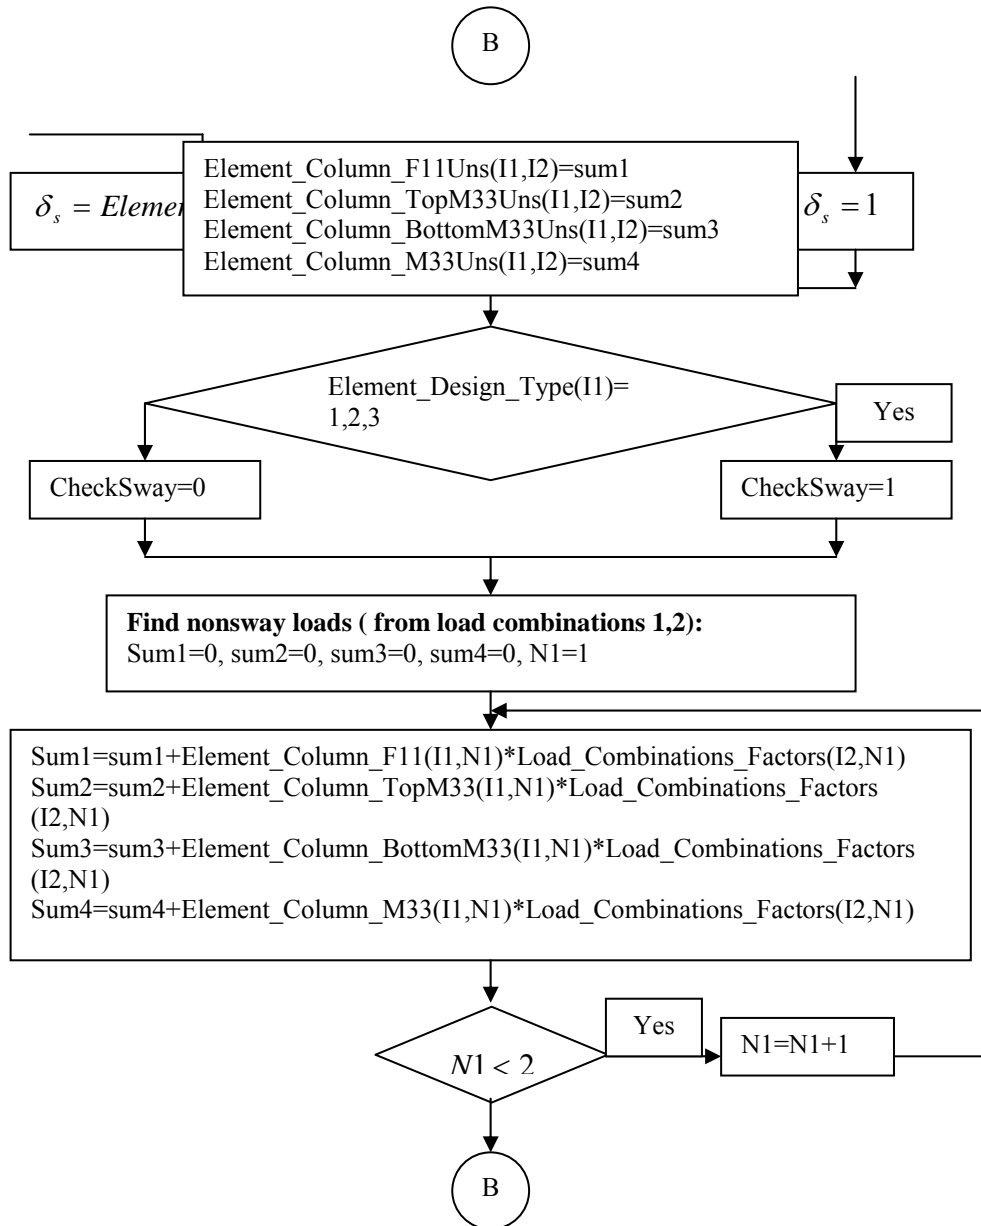 B
Element_Column_F11Uns(I1,I2)=sum1
Element_Column_TopM33Uns(I1,I2)=sum2
Element_Column_BottomM33Uns(I1,I2)=sum3
Element_Column_M33Uns(I1,I2)=sum4
δs = Elemen
δs = 1
Element_Design_Type(I1)=
1,2,3
Yes
CheckSway=0
CheckSway=1
Find nonsway loads ( from load combinations 1,2):
Sum1=0, sum2=0, sum3=0, sum4=0, N1=1
Sum1=sum1+Element_Column_F11(I1,N1)*Load_Combinations_Factors(I2,N1)
Sum2=sum2+Element_Column_TopM33(I1,N1)*Load_Combinations_Factors
(I2,N1)
Sum3=sum3+Element_Column_BottomM33(I1,N1)*Load_Combinations_Factors
(I2,N1)
Sum4=sum4+Element_Column_M33(I1,N1)*Load_Combinations_Factors(I2,N1)
Yes
N1 < 2
N1=N1+1
B